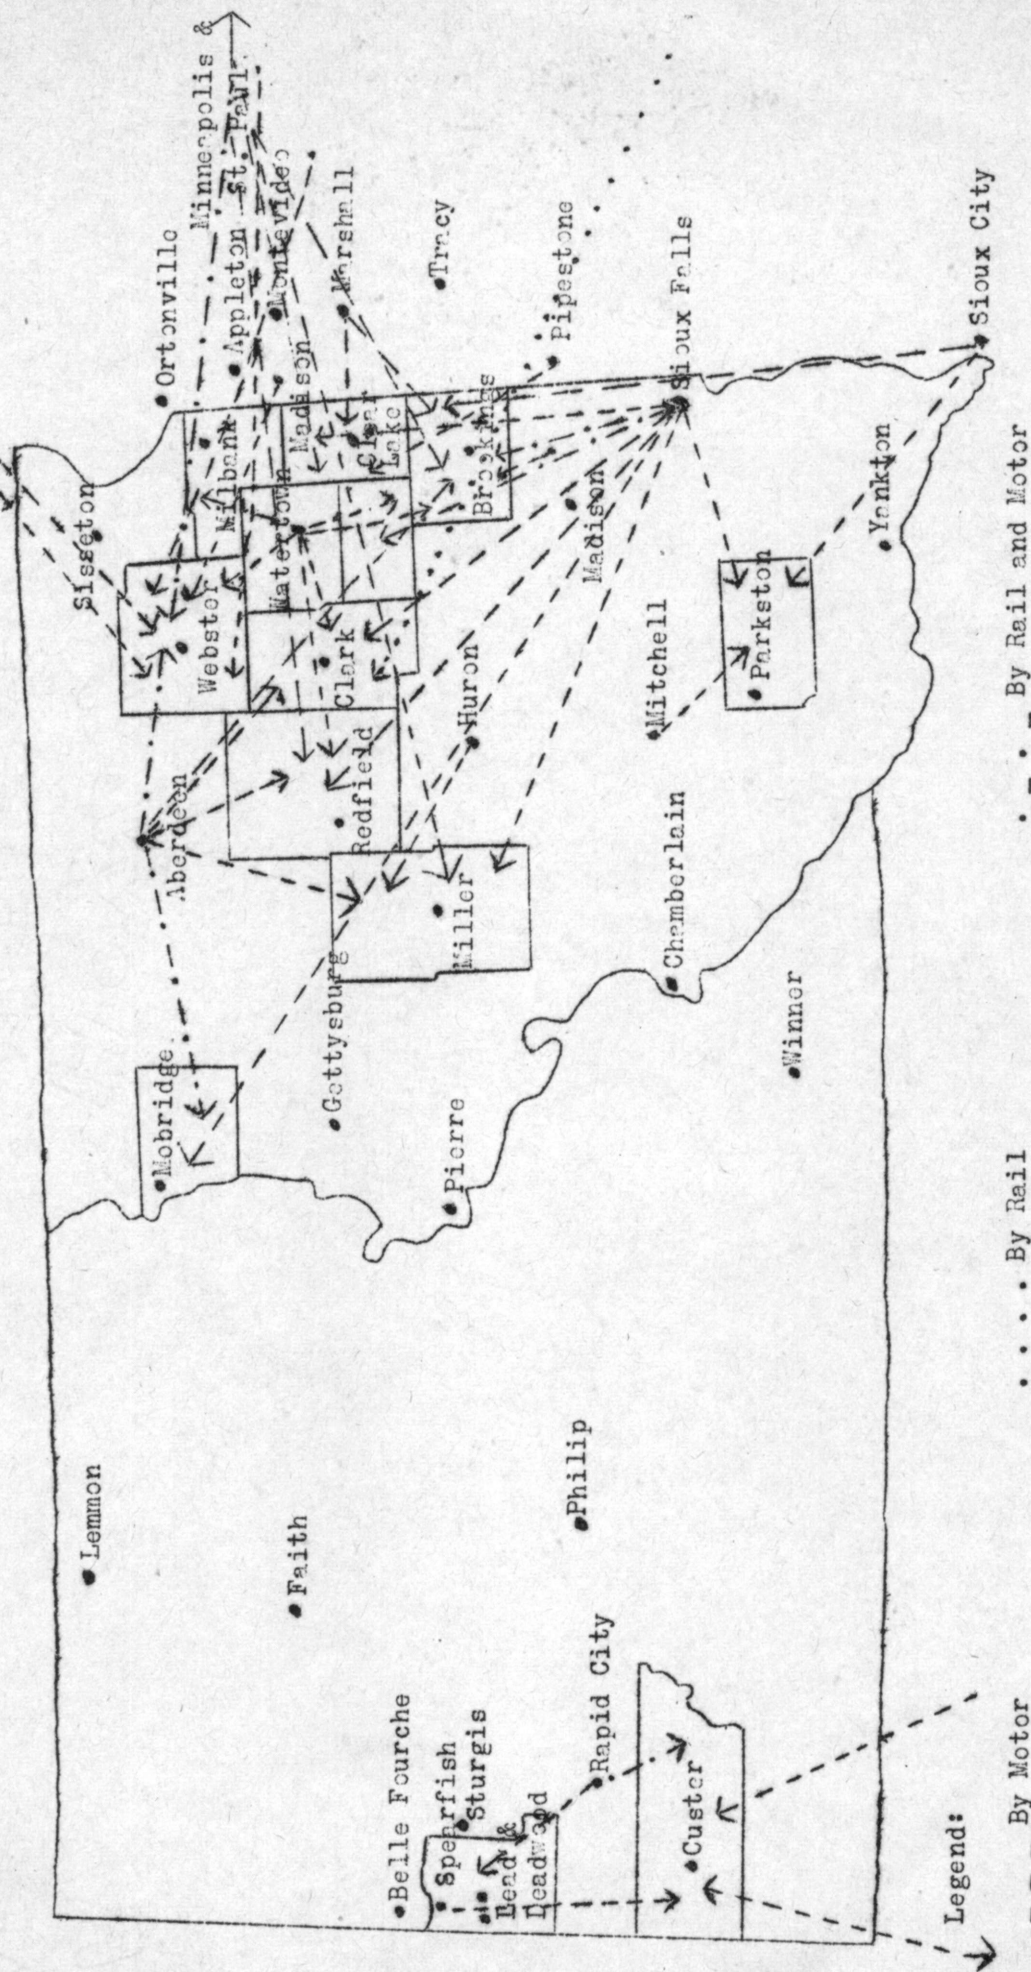 Lemmon
Sisseton
Ortonville
Minneapolis &
St. Paul
Mobridge
Aberdeen
Webster
Milbank
Appleton
Montevideo
Faith
Gettysburg
Redfield
Clark
Watertown
Madison
Clear
Lake
Marshall
Belle Fourche
Spearfish
Sturgis
Lead &
Deadwood
Pierre
Miller
Huron
Brookings
Tracy
Rapid City
Philip
Madison
Pipestone
Custer
Chamberlain
Mitchell
Sioux Falls
Winner
Parkston
Yankton
Sioux City
Legend:
By Motor
By Rail
By Rail and Motor